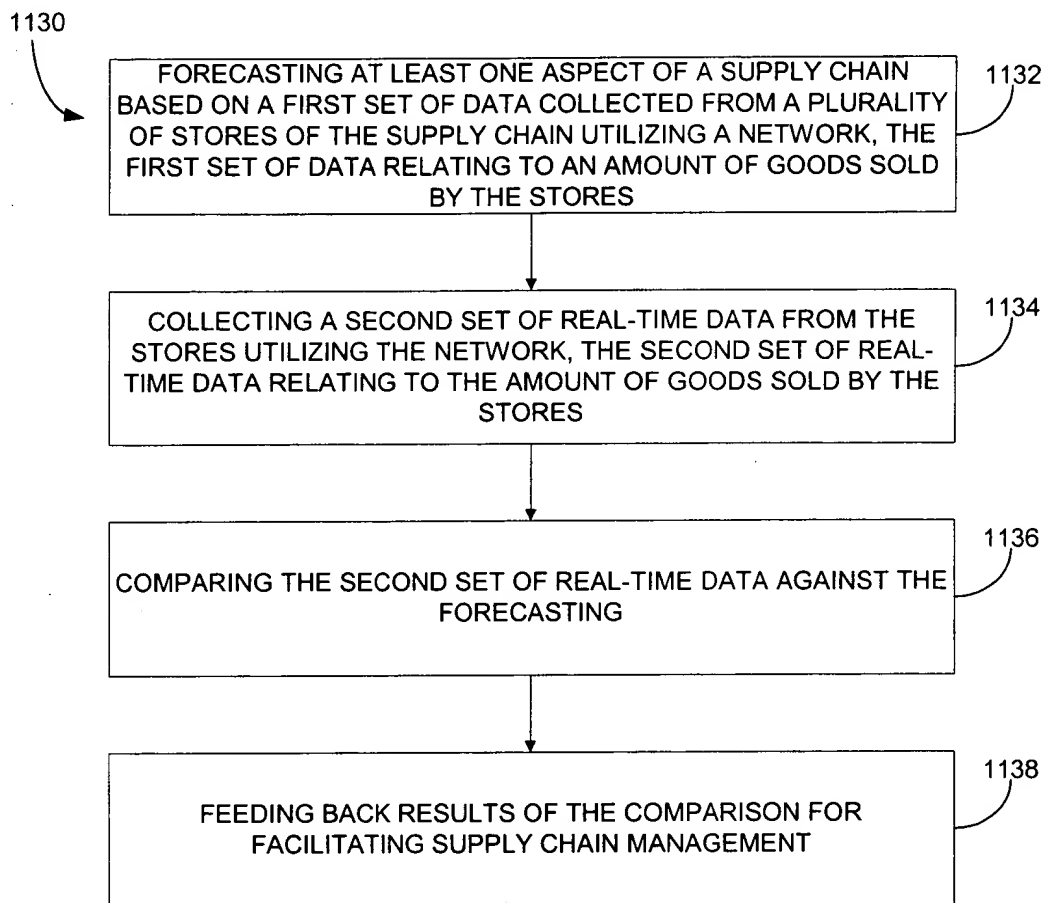 1130
FORECASTING AT LEAST ONE ASPECT OF A SUPPLY CHAIN
BASED ON A FIRST SET OF DATA COLLECTED FROM A PLURALITY
OF STORES OF THE SUPPLY CHAIN UTILIZING A NETWORK, THE
FIRST SET OF DATA RELATING TO AN AMOUNT OF GOODS SOLD
BY THE STORES
1132
COLLECTING A SECOND SET OF REAL-TIME DATA FROM THE
STORES UTILIZING THE NETWORK, THE SECOND SET OF REAL-
TIME DATA RELATING TO THE AMOUNT OF GOODS SOLD BY THE
STORES
1134
COMPARING THE SECOND SET OF REAL-TIME DATA AGAINST THE
FORECASTING
1136
FEEDING BACK RESULTS OF THE COMPARISON FOR
FACILITATING SUPPLY CHAIN MANAGEMENT
1138